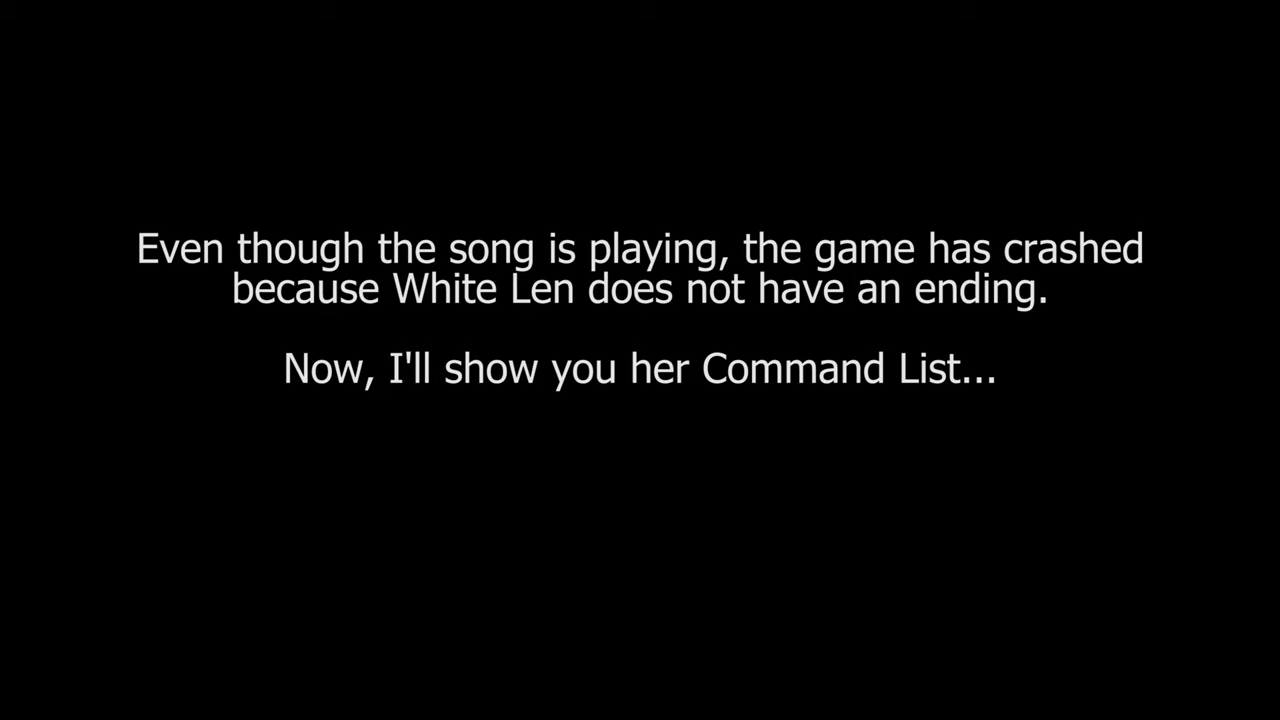 Even though the song is playing, the game has crashed
because White Len does not have an ending.
Now, I'll show you her Command List...